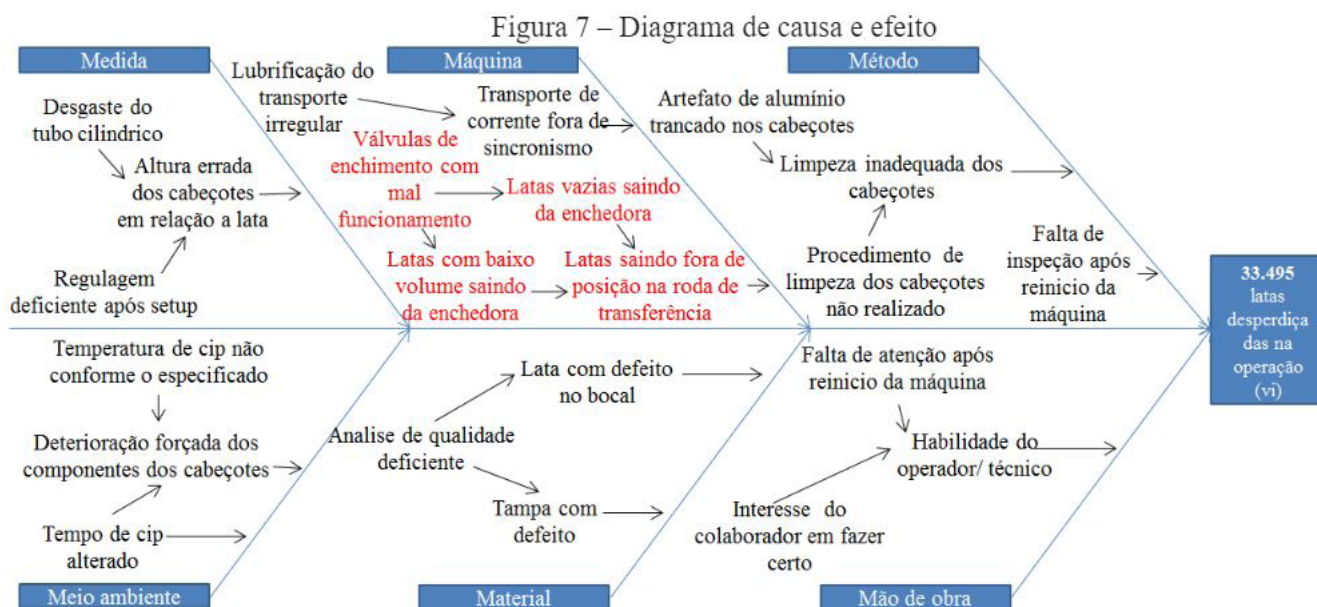 Figura 7 – Diagrama de causa e efeito
Medida
Máquina
Método
Desgaste do
tubo cilíndrico
Altura errada
dos cabeçotes
em relação a lata
Regulagem
deficiente após setup
Lubrificação do
transporte
irregular
Transporte de
corrente fora de
sincronismo
Válvulas de
enchimento com
mal
funcionamento
Latas vazias saindo
da enchedora
Latas com baixo
volume saindo
da enchedora
Latas saindo fora de
posição na roda de
transferência
Artefato de alumínio
trancado nos cabeçotes
Limpeza inadequada dos
cabeçotes
Procedimento de
limpeza dos cabeçotes
não realizado
Falta de
inspeção após
reinicio da
máquina
33.495
latas
desperdiça
das na
operação
(vi)
Temperatura de cip não
conforme o especificado
Deterioração forçada dos
componentes dos cabeçotes
Tempo de cip
alterado
Lata com defeito
no bocal
Analise de qualidade
deficiente
Tampa com
defeito
Falta de atenção após
reinicio da máquina
Habilidade do
operador/ técnico
Interesse do
colaborador em fazer
certo
Meio ambiente
Material
Mão de obra